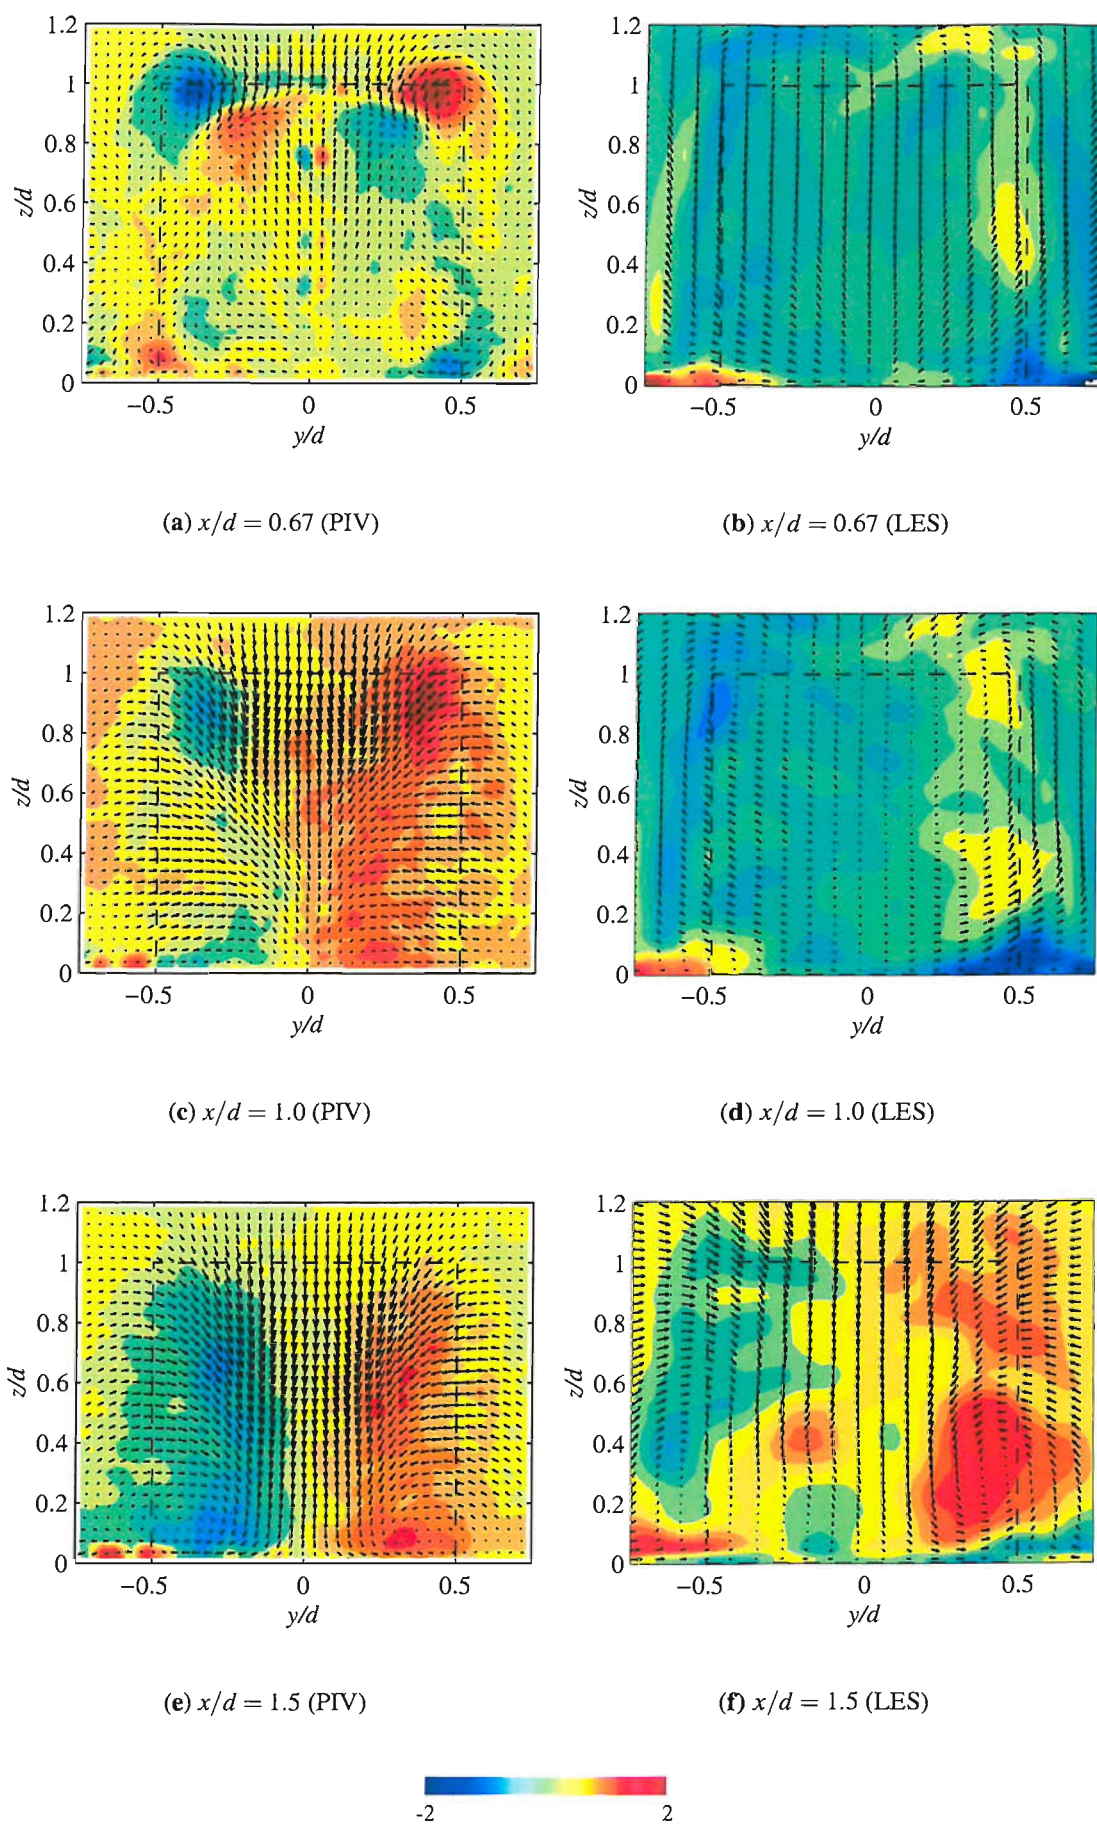 1.2
1
0.8
0.6
0.4
0.2
0
z/d
−0.5 0 0.5
y/d
(a) x/d = 0.67 (PIV)
1.2
1
0.8
0.6
0.4
0.2
0
z/d
−0.5 0 0.5
y/d
(b) x/d = 0.67 (LES)
1.2
1
0.8
0.6
0.4
0.2
0
z/d
−0.5 0 0.5
y/d
(c) x/d = 1.0 (PIV)
1.2
1
0.8
0.6
0.4
0.2
0
z/d
−0.5 0 0.5
y/d
(d) x/d = 1.0 (LES)
1.2
1
0.8
0.6
0.4
0.2
0
z/d
−0.5 0 0.5
y/d
(e) x/d = 1.5 (PIV)
1.2
1
0.8
0.6
0.4
0.2
0
z/d
−0.5 0 0.5
y/d
(f) x/d = 1.5 (LES)
-2 2